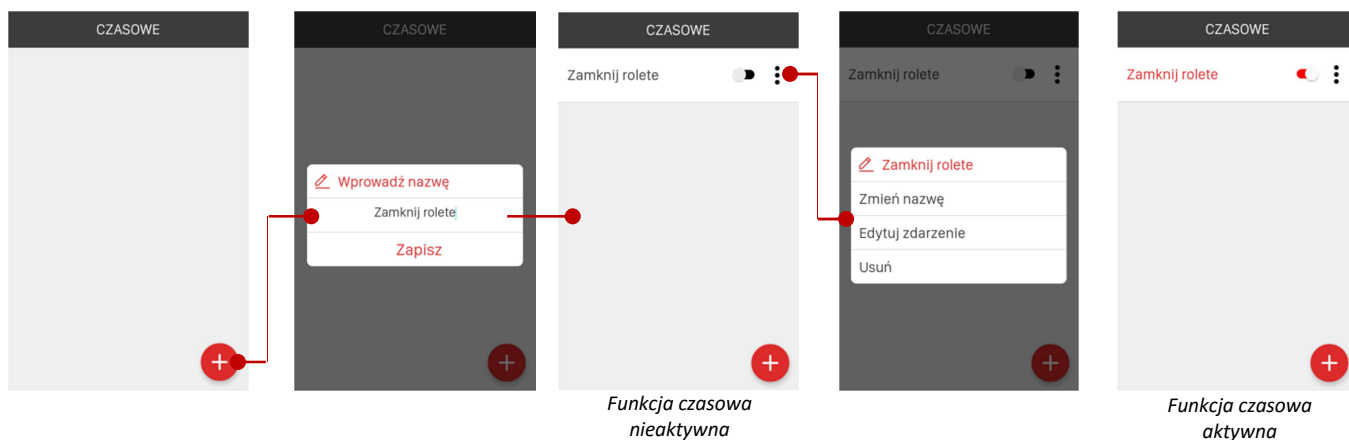 CZASOWE
CZASOWE
Wprowadź nazwę
Zamknij rolete
Zapisz
CZASOWE
Zamknij rolete
Funkcja czasowa
nieaktywna
CZASOWE
Zamknij rolete
Zamknij rolete
Zmień nazwę
Edytuj zdarzenie
Usuń
CZASOWE
Zamknij rolete
Funkcja czasowa
aktywna